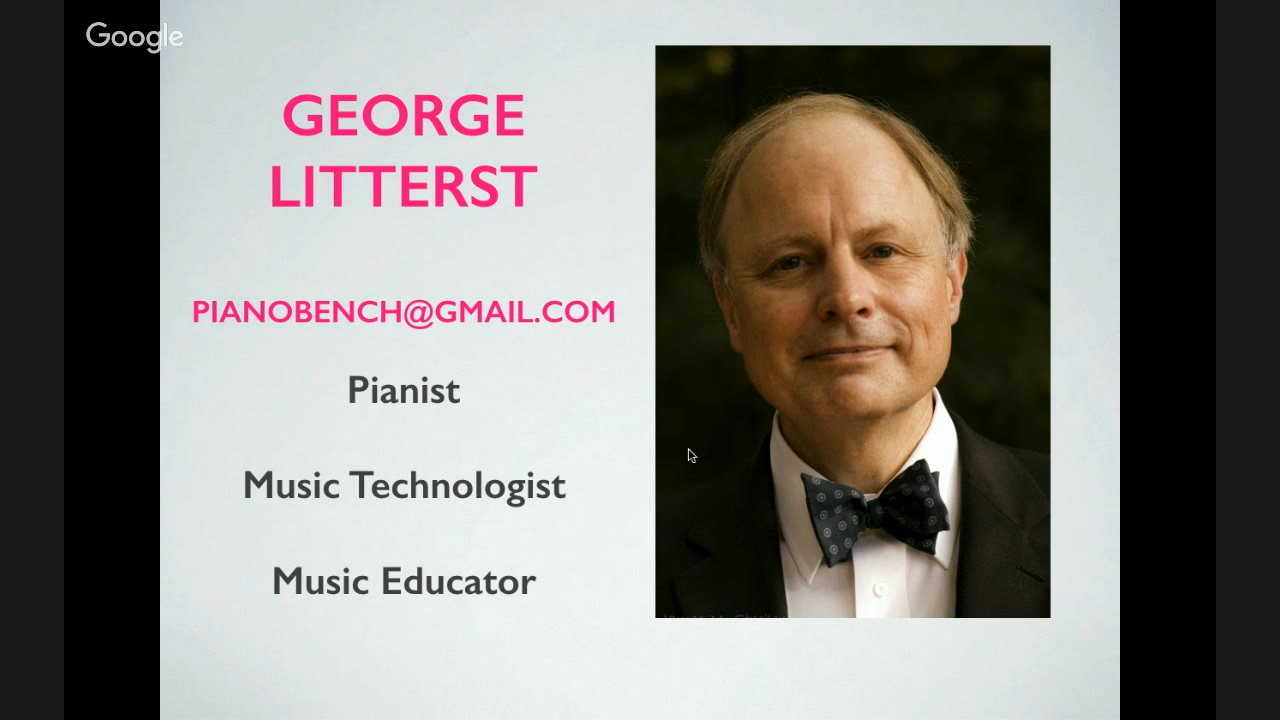 Google
GEORGE
LITTERST
PIANOBENCH@GMAIL.COM
Pianist
Music Technologist
Music Educator